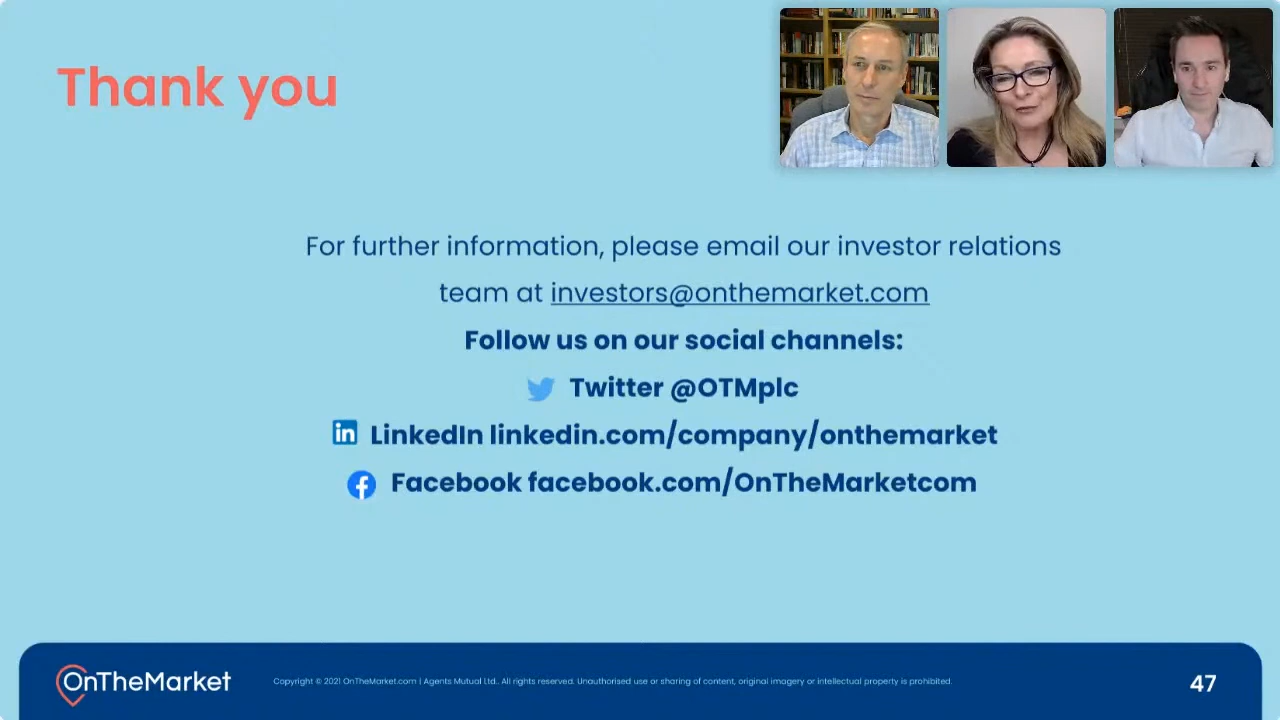 Thank you
For further information, please email our investor relations
team at investors@onthemarket.com
Follow us on our social channels:
Twitter @OTMplc
in LinkedIn linkedin.com/company/onthemarket
f Facebook facebook.com/OnTheMarketcom
OnTheMarket
Copyright © 2021 OnTheMarket.com | Agents Mutual Ltd.. All rights reserved. Unauthorised use or sharing of content, original imagery or intellectual property is prohibited.
47